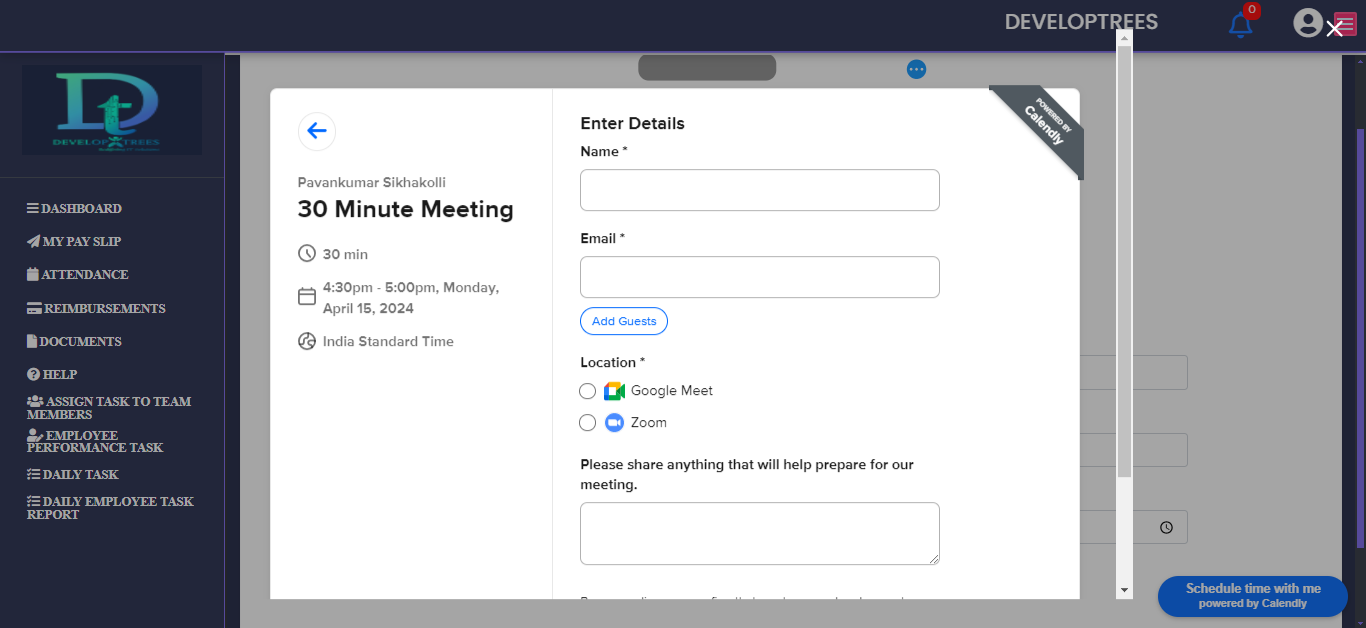 DEVELOPTREES
0
Dt
DEVELOP TREES
DASHBOARD
MY PAY SLIP
ATTENDANCE
REIMBURSEMENTS
DOCUMENTS
HELP
ASSIGN TASK TO TEAM
MEMBERS
EMPLOYEE
PERFORMANCE TASK
DAILY TASK
DAILY EMPLOYEE TASK
REPORT
Pavankumar Sikhakolli
30 Minute Meeting
30 min
4:30pm - 5:00pm, Monday,
April 15, 2024
India Standard Time
POWERED BY
Calendly
Enter Details
Name *
Email *
Add Guests
Location *
Google Meet
Zoom
Please share anything that will help prepare for our
meeting.
Schedule time with me
powered by Calendly